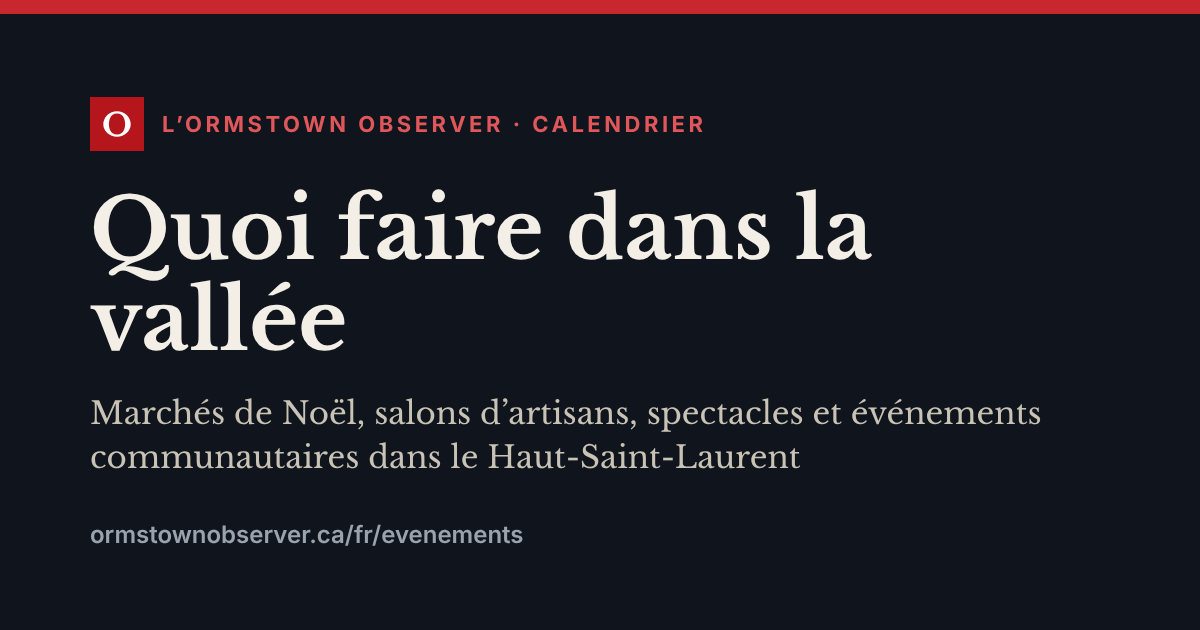 O
L’ORMSTOWN OBSERVER · CALENDRIER
Quoi faire dans la
vallée
Marchés de Noël, salons d’artisans, spectacles et événements
communautaires dans le Haut-Saint-Laurent
ormstownobserver.ca/fr/evenements